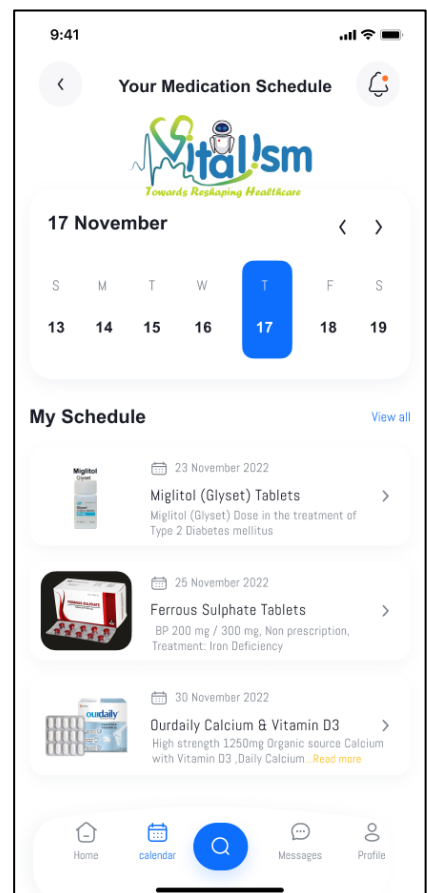 9:41
Your Medication Schedule
Vitalism
Towards Reshaping Healthcare
17 November
S M T W T F S
13 14 15 16 17 18 19
My Schedule
View all
Miglitol
Glyset
23 November 2022
Miglitol (Glyset) Tablets
Miglitol (Glyset) Dose in the treatment of
Type 2 Diabetes mellitus
25 November 2022
Ferrous Sulphate Tablets
BP 200 mg / 300 mg, Non prescription,
Treatment: Iron Deficiency
ourdaily
30 November 2022
Ourdaily Calcium & Vitamin D3
High strength 1250mg Organic source Calcium
with Vitamin D3 ,Daily Calcium...Read more
Home calendar Messages Profile